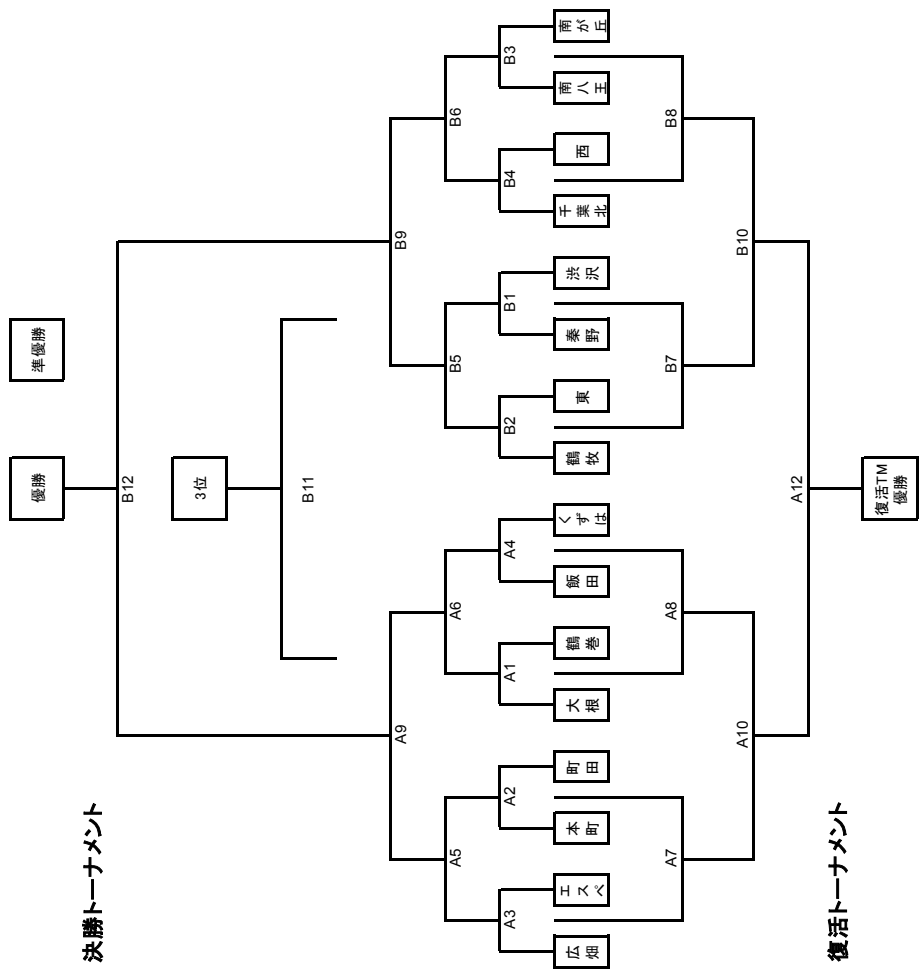 決勝トーナメント
優勝
準優勝
B12
3位
B11
A9
B9
A5
A6
B5
B6
A3
A2
A1
A4
B2
B1
B4
B3
広畑
エスペ
本町
町田
大根
鶴巻
飯田
くずは
鶴牧
東
秦野
渋沢
千葉北
西
南八王
南が丘
A7
A8
B7
B8
A10
B10
A12
復活TM
優勝
復活トーナメント